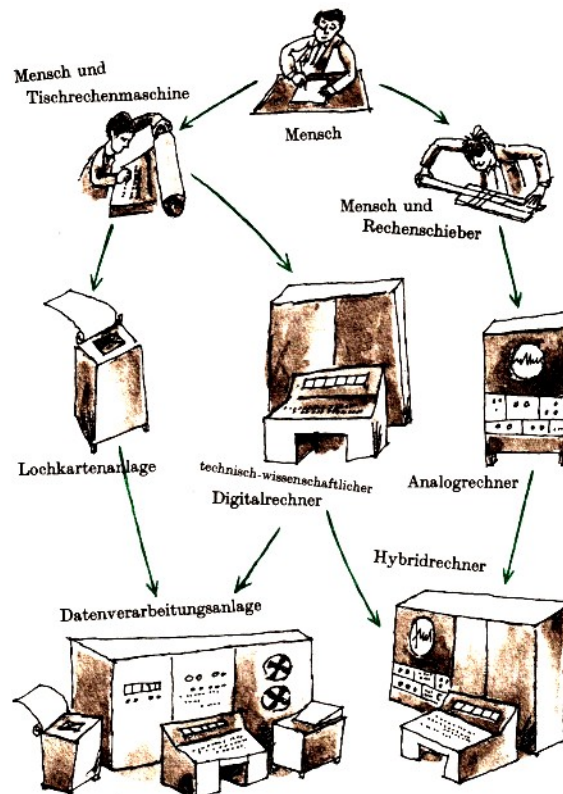 Mensch und
Tischrechenmaschine
Mensch
Mensch und
Rechenschieber
Lochkartenanlage
technisch-wissenschaftlicher
Digitalrechner
Analogrechner
Hybridrechner
Datenverarbeitungsanlage